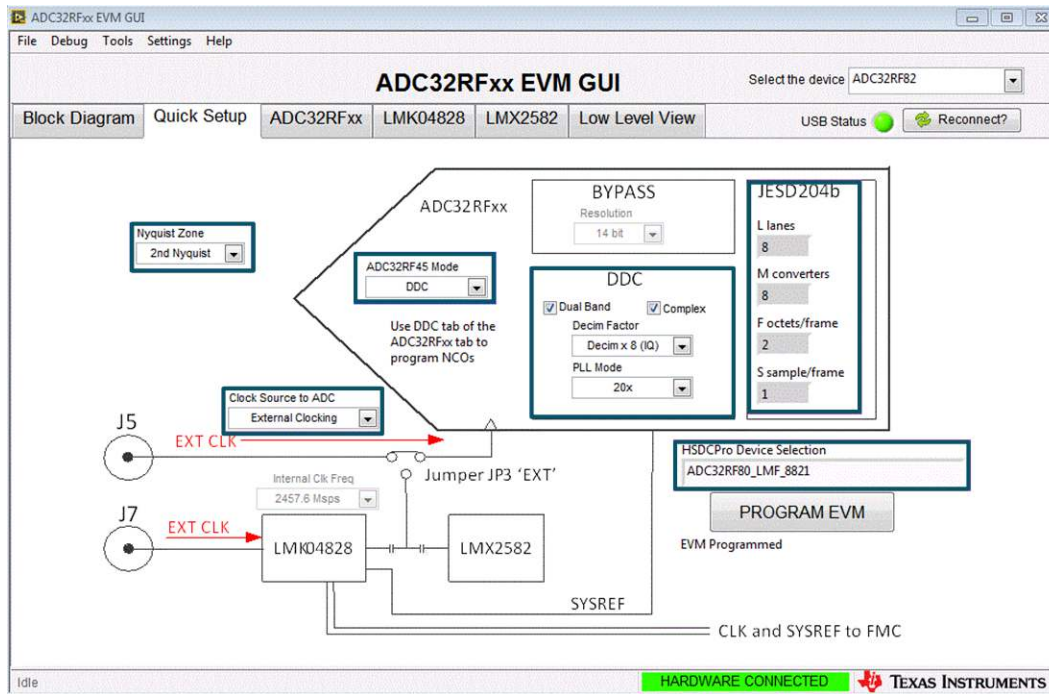 ADC32RFxx EVM GUI
File Debug Tools Settings Help
ADC32RFxx EVM GUI
Select the device ADC32RF82
Block Diagram Quick Setup ADC32RFxx LMK04828 LMX2582 Low Level View
USB Status Reconnect?
ADC32RFxx
BYPASS
Resolution
14 bit
JESD204b
L lanes
8
M converters
8
F octets/frame
2
S sample/frame
1
Nyquist Zone
2nd Nyquist
ADC32RF45 Mode
DDC
Use DDC tab of the
ADC32RFxx tab to
program NCOs
DDC
Dual Band Complex
Decim Factor
Decim x 8 (IQ)
PLL Mode
20x
Clock Source to ADC
External Clocking
J5
EXT CLK
Jumper JP3 'EXT'
Internal Clk Freq
2457.6 Msps
J7
EXT CLK
LMK04828
LMX2582
SYSREF
CLK and SYSREF to FMC
HSDCPro Device Selection
ADC32RF80_LMF_8821
PROGRAM EVM
EVM Programmed
Idle
HARDWARE CONNECTED
TEXAS INSTRUMENTS